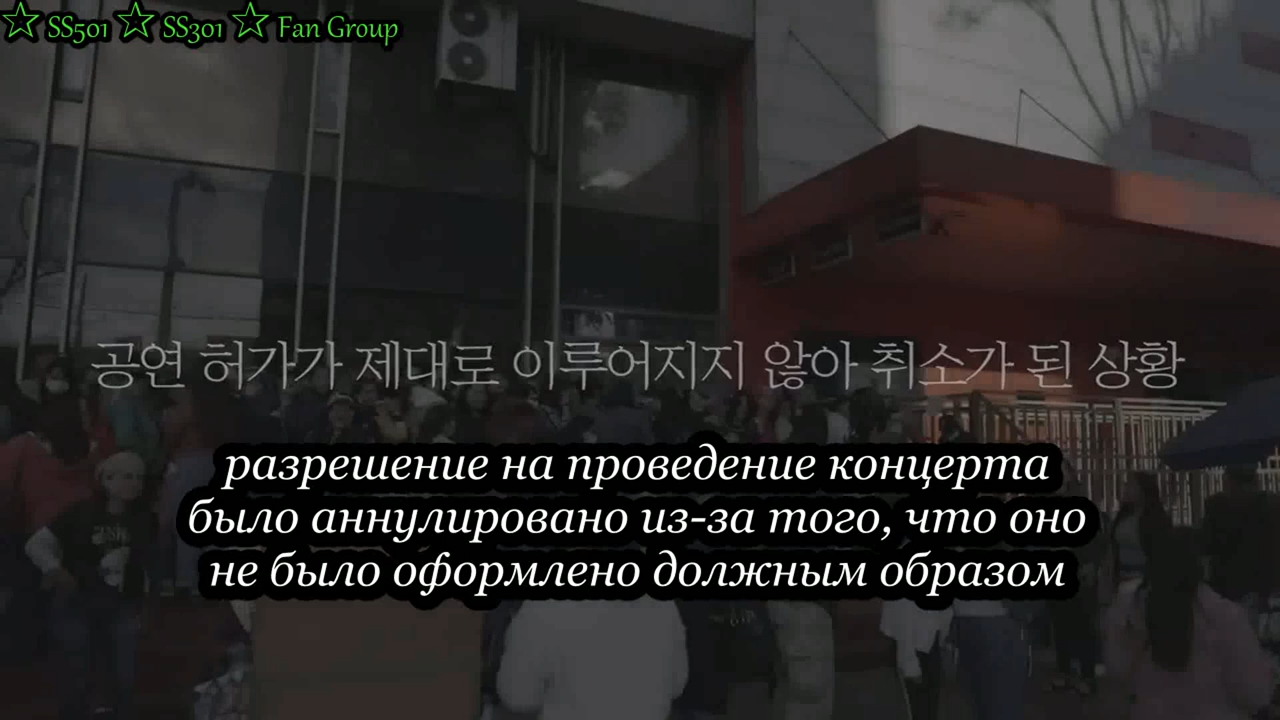 ☆ SS501 ☆ SS301 ☆ Fan Group
공연 허가가 제대로 이루어지지 않아 취소가 된 상황
разрешение на проведение концерта
было аннулировано из-за того, что оно
не было оформлено должным образом